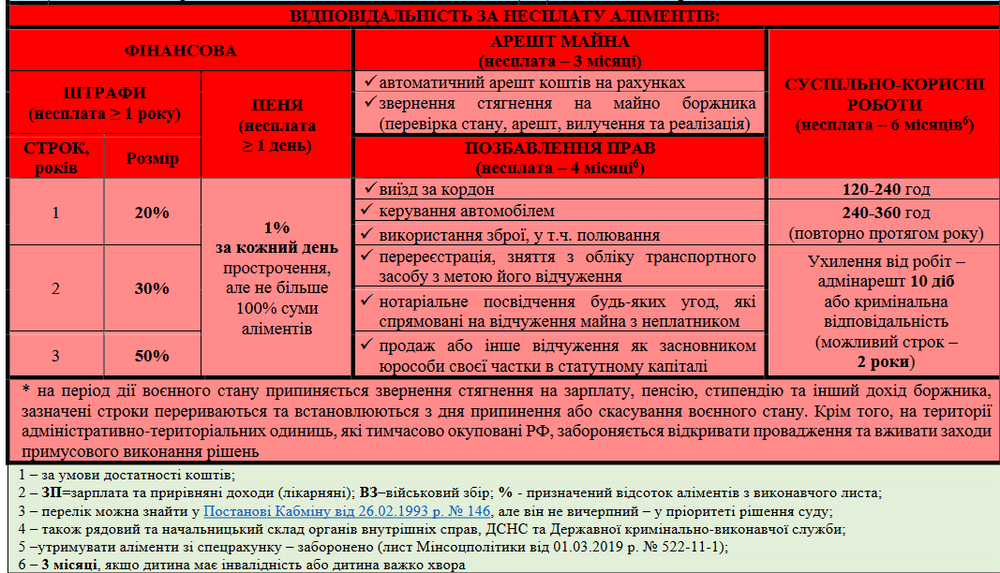 ВІДПОВІДАЛЬНІСТЬ ЗА НЕСПЛАТУ АЛІМЕНТІВ:
ФІНАНСОВА
ШТРАФИ
(несплата ≥ 1 року)
СТРОК,
років
Розмір
ПЕНЯ
(несплата
≥ 1 день)
1
20%
2
30%
3
50%
1%
за кожний день
прострочення,
але не більше
100% суми
аліментів
АРЕШТ МАЙНА
(несплата – 3 місяці)
✓ автоматичний арешт коштів на рахунках
✓ звернення стягнення на майно боржника
(перевірка стану, арешт, вилучення та реалізація)
ПОЗБАВЛЕННЯ ПРАВ
(несплата – 4 місяці⁶)
✓ виїзд за кордон
✓ керування автомобілем
✓ використання зброї, у т.ч. полювання
✓ перереєстрація, зняття з обліку транспортного
засобу з метою його відчуження
✓ нотаріальне посвідчення будь-яких угод, які
спрямовані на відчуження майна з неплатником
✓ продаж або інше відчуження як засновником
юрособи своєї частки в статутному капіталі
СУСПІЛЬНО-КОРИСНІ
РОБОТИ
(несплата – 6 місяців⁶)
120-240 год
240-360 год
(повторно протягом року)
Ухилення від робіт –
адмінарешт 10 діб
або кримінальна
відповідальність
(можливий строк –
2 роки)
* на період дії воєнного стану припиняється звернення стягнення на зарплату, пенсію, стипендію та інший дохід боржника,
зазначені строки перериваються та встановлюються з дня припинення або скасування воєнного стану. Крім того, на території
адміністративно-територіальних одиниць, які тимчасово окуповані РФ, забороняється відкривати провадження та вживати заходи
примусового виконання рішень
1 – за умови достатності коштів;
2 – ЗП=зарплата та прирівняні доходи (лікарняні); ВЗ–військовий збір; % - призначений відсоток аліментів з виконавчого листа;
3 – перелік можна знайти у Постанові Кабміну від 26.02.1993 р. № 146, але він не вичерпний – у пріоритеті рішення суду;
4 – також рядовий та начальницький склад органів внутрішніх справ, ДСНС та Державної кримінально-виконавчої служби;
5 –утримувати аліменти зі спецрахунку – заборонено (лист Мінсоцполітики від 01.03.2019 р. № 522-11-1);
6 – 3 місяці, якщо дитина має інвалідність або дитина важко хвора